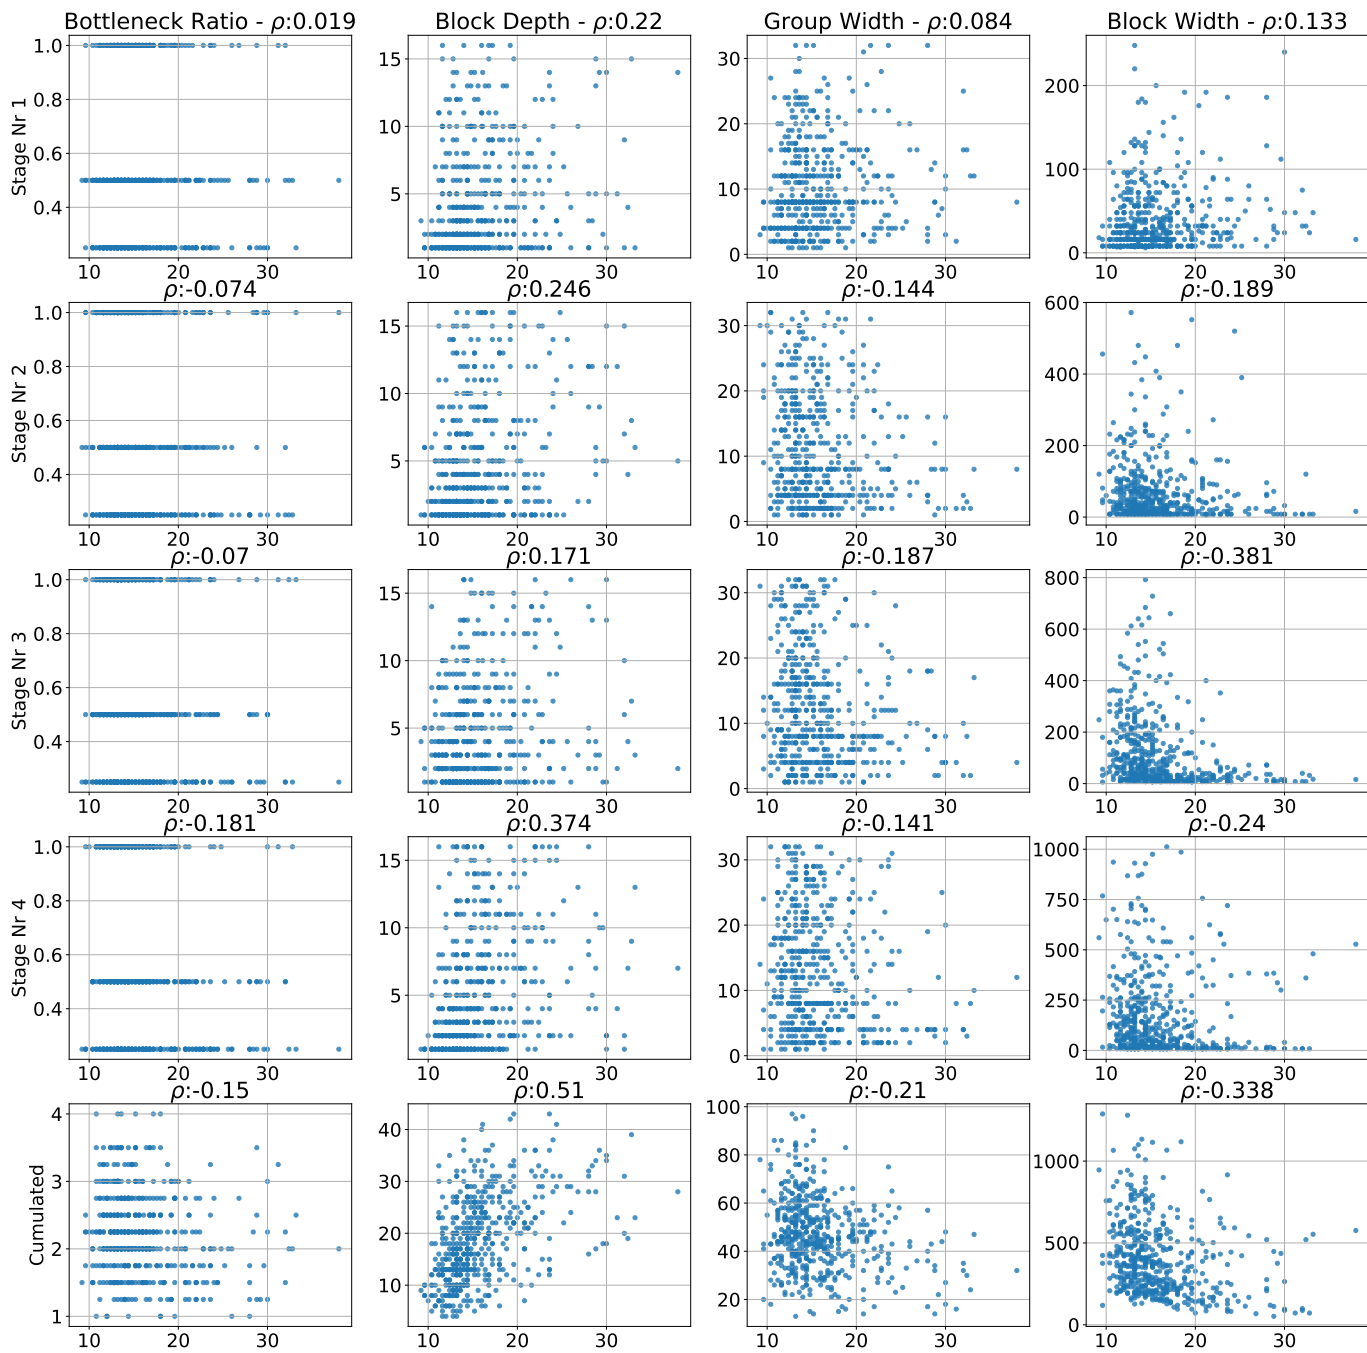 Bottleneck Ratio - ρ:0.019
Block Depth - ρ:0.22
Group Width - ρ:0.084
Block Width - ρ:0.133
Stage Nr 1
1.0
0.8
0.6
0.4
10 20 30
15
10
5
10 20 30
30
20
10
0
10 20 30
200
100
0
10 20 30
ρ:-0.074
ρ:0.246
ρ:-0.144
ρ:-0.189
Stage Nr 2
1.0
0.8
0.6
0.4
10 20 30
15
10
5
10 20 30
30
20
10
0
10 20 30
600
400
200
0
10 20 30
ρ:-0.07
ρ:0.171
ρ:-0.187
ρ:-0.381
Stage Nr 3
1.0
0.8
0.6
0.4
10 20 30
15
10
5
10 20 30
30
20
10
0
10 20 30
800
600
400
200
0
10 20 30
ρ:-0.181
ρ:0.374
ρ:-0.141
ρ:-0.24
Stage Nr 4
1.0
0.8
0.6
0.4
10 20 30
15
10
5
10 20 30
30
20
10
0
10 20 30
1000
750
500
250
0
10 20 30
ρ:-0.15
ρ:0.51
ρ:-0.21
ρ:-0.338
Cumulated
4
3
2
1
10 20 30
40
30
20
10
10 20 30
100
80
60
40
20
10 20 30
1000
500
0
10 20 30